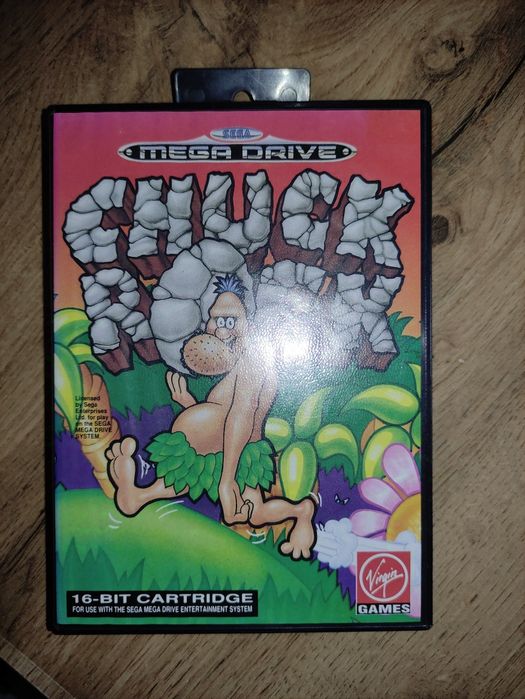 SEGA
MEGA DRIVE
CHUCK
ROCK
Licensed
by Sega
Enterprises
Ltd. for play
on the SEGA
MEGA DRIVE
SYSTEM.
16-BIT CARTRIDGE
FOR USE WITH THE SEGA MEGA DRIVE ENTERTAINMENT SYSTEM
Virgin
GAMES